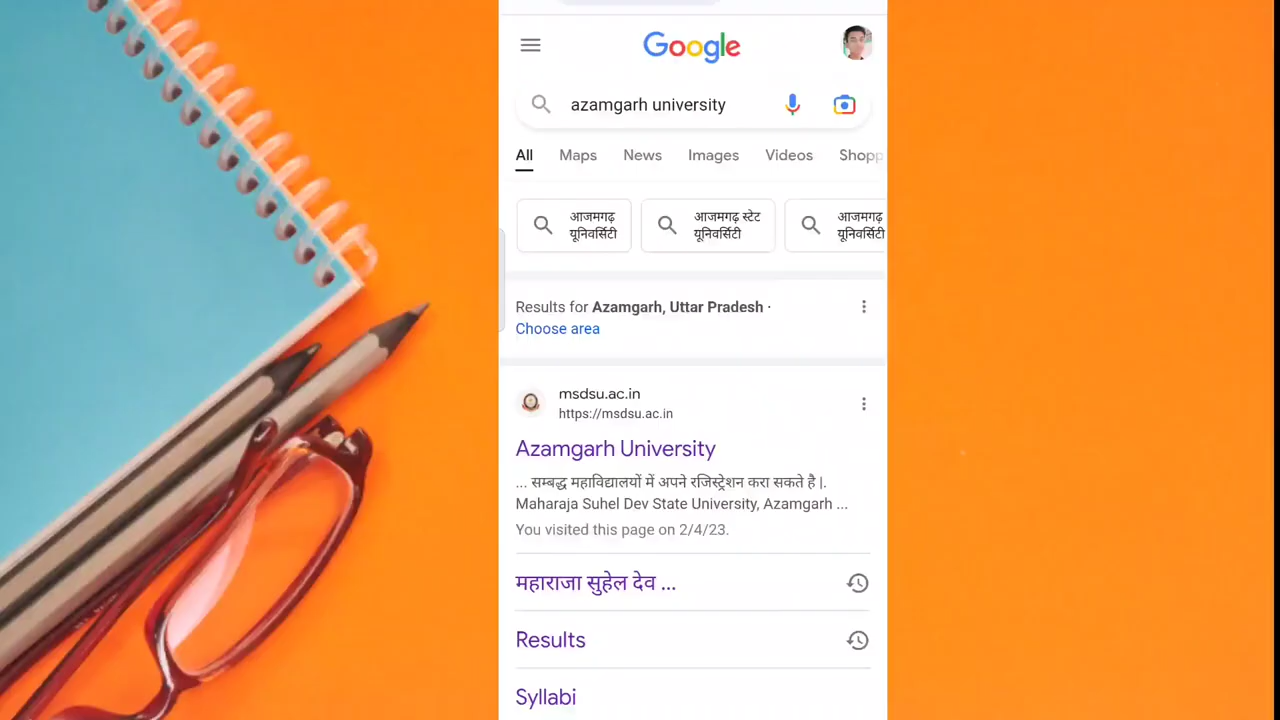 Google
azamgarh university
All Maps News Images Videos Shopp
आजमगढ़
यूनिवर्सिटी
आजमगढ़ स्टेट
यूनिवर्सिटी
आजमगढ़
यूनिवर्सिटी
Results for Azamgarh, Uttar Pradesh ·
Choose area
msdsu.ac.in
https://msdsu.ac.in
Azamgarh University
... सम्बद्ध महाविद्यालयों में अपने रजिस्ट्रेशन करा सकते है |.
Maharaja Suhel Dev State University, Azamgarh ...
You visited this page on 2/4/23.
महाराजा सुहेल देव ...
Results
Syllabi